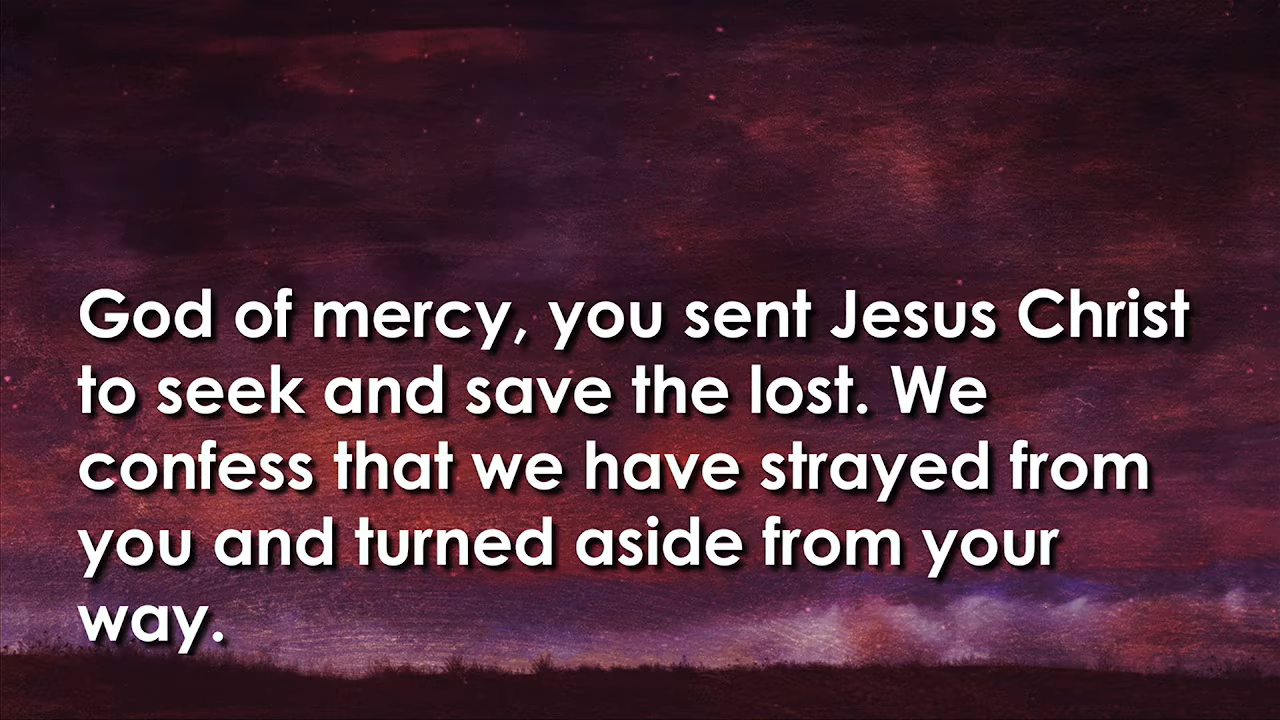 God of mercy, you sent Jesus Christ
to seek and save the lost. We
confess that we have strayed from
you and turned aside from your
way.